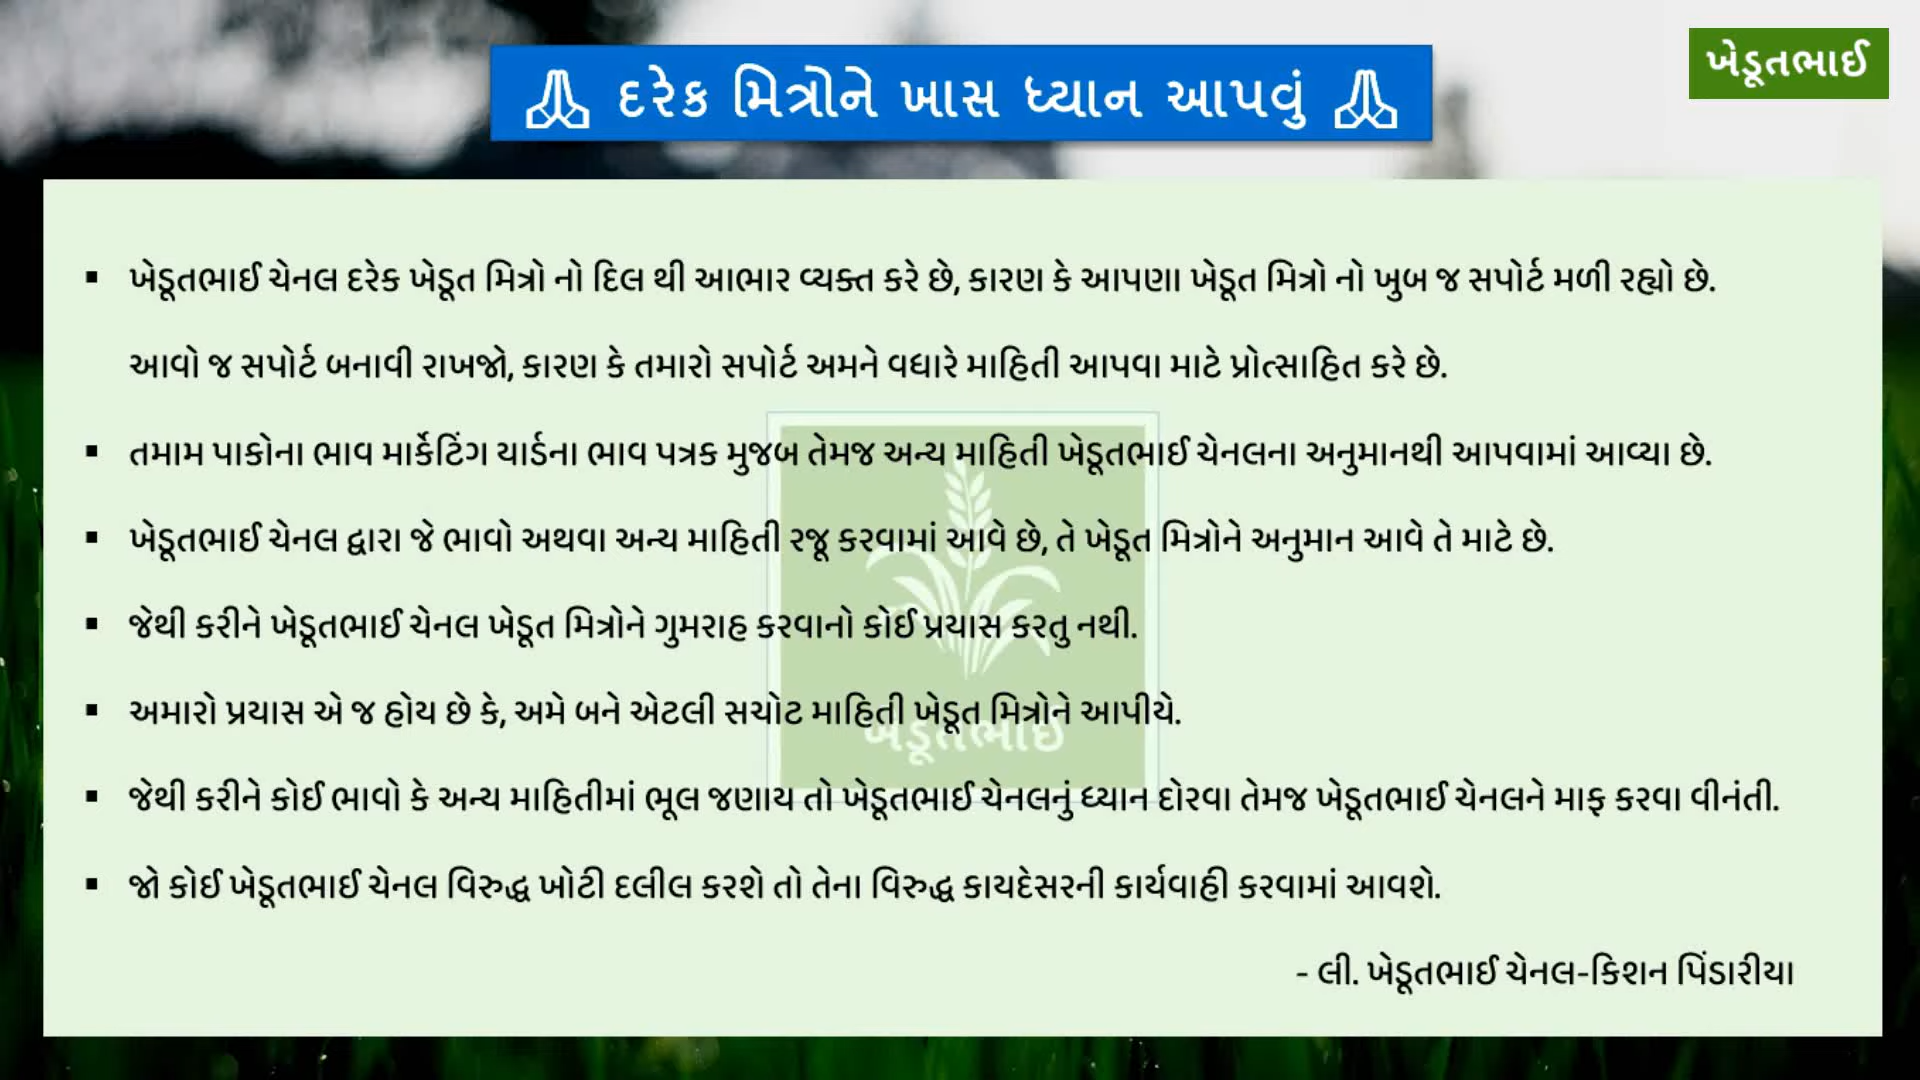 🙏 દરેક મિત્રોને ખાસ ધ્યાન આપવું 🙏
ખેડૂતભાઈ
▪ ખેડૂતભાઈ ચેનલ દરેક ખેડૂત મિત્રો નો દિલ થી આભાર વ્યક્ત કરે છે, કારણ કે આપણા ખેડૂત મિત્રો નો ખુબ જ સપોર્ટ મળી રહ્યો છે.
આવો જ સપોર્ટ બનાવી રાખજો, કારણ કે તમારો સપોર્ટ અમને વધારે માહિતી આપવા માટે પ્રોત્સાહિત કરે છે.
▪ તમામ પાકોના ભાવ માર્કેટિંગ યાર્ડના ભાવ પત્રક મુજબ તેમજ અન્ય માહિતી ખેડૂતભાઈ ચેનલના અનુમાનથી આપવામાં આવ્યા છે.
▪ ખેડૂતભાઈ ચેનલ દ્વારા જે ભાવો અથવા અન્ય માહિતી રજૂ કરવામાં આવે છે, તે ખેડૂત મિત્રોને અનુમાન આવે તે માટે છે.
▪ જેથી કરીને ખેડૂતભાઈ ચેનલ ખેડૂત મિત્રોને ગુમરાહ કરવાનો કોઈ પ્રયાસ કરતુ નથી.
▪ અમારો પ્રયાસ એ જ હોય છે કે, અમે બને એટલી સચોટ માહિતી ખેડૂત મિત્રોને આપીયે.
ખેડૂતભાઈ
▪ જેથી કરીને કોઈ ભાવો કે અન્ય માહિતીમાં ભૂલ જણાય તો ખેડૂતભાઈ ચેનલનું ધ્યાન દોરવા તેમજ ખેડૂતભાઈ ચેનલને માફ કરવા વીનંતી.
▪ જો કોઈ ખેડૂતભાઈ ચેનલ વિરુદ્ધ ખોટી દલીલ કરશે તો તેના વિરુદ્ધ કાયદેસરની કાર્યવાહી કરવામાં આવશે.
- લી. ખેડૂતભાઈ ચેનલ-કિશન પિંડારીયા